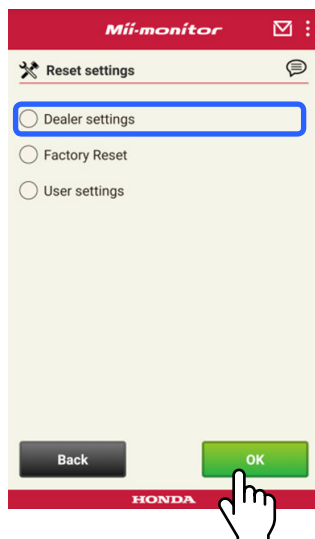 Mii-monitor
Reset settings
Dealer settings
Factory Reset
User settings
Back
OK
HONDA